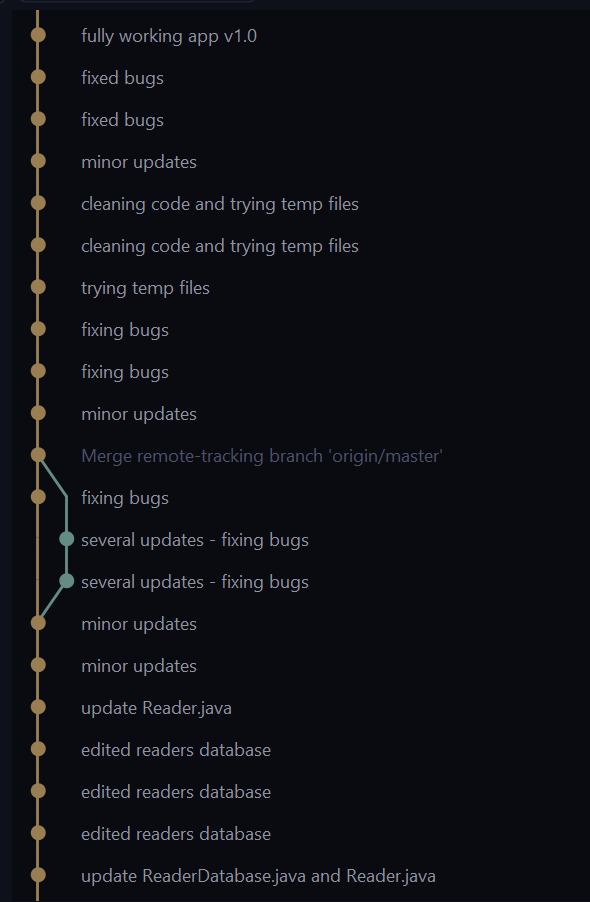 fully working app v1.0
fixed bugs
fixed bugs
minor updates
cleaning code and trying temp files
cleaning code and trying temp files
trying temp files
fixing bugs
fixing bugs
minor updates
Merge remote-tracking branch 'origin/master'
fixing bugs
several updates - fixing bugs
several updates - fixing bugs
minor updates
minor updates
update Reader.java
edited readers database
edited readers database
edited readers database
update ReaderDatabase.java and Reader.java